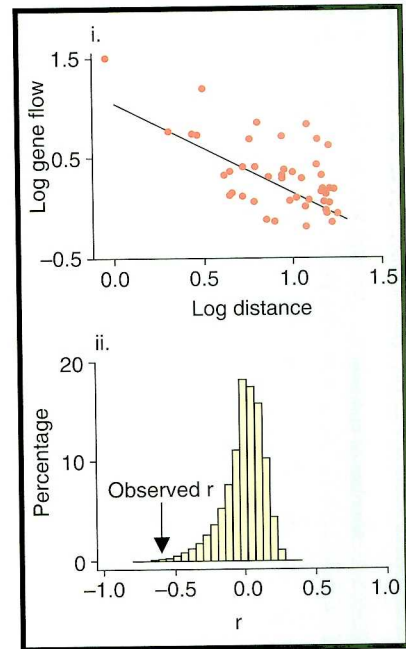 i.
1.5
0.5
−0.5
Log gene flow
0.0 0.5 1.0 1.5
Log distance
ii.
20
10
0
Percentage
Observed r
−1.0 −0.5 0.0 0.5 1.0
r